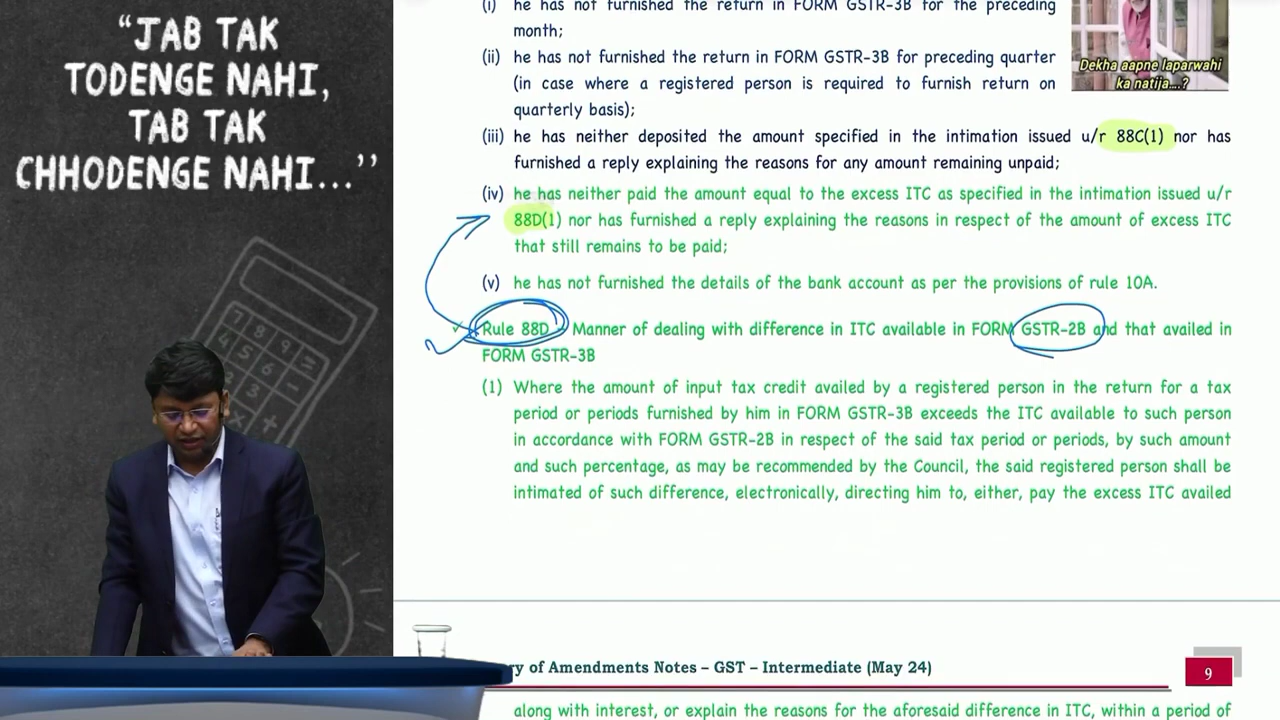 “JAB TAK
TODENGE NAHI,
TAB TAK
CHHODENGE NAHI...’’
(i) he has not furnished the return in FORM GSTR-3B for the preceding
month;
(ii) he has not furnished the return in FORM GSTR-3B for preceding quarter
(in case where a registered person is required to furnish return on
quarterly basis);
Dekha aapne laparwahi
ka natija....?
(iii) he has neither deposited the amount specified in the intimation issued u/r 88C(1) nor has
furnished a reply explaining the reasons for any amount remaining unpaid;
(iv) he has neither paid the amount equal to the excess ITC as specified in the intimation issued u/r
88D(1) nor has furnished a reply explaining the reasons in respect of the amount of excess ITC
that still remains to be paid;
(v) he has not furnished the details of the bank account as per the provisions of rule 10A.
Rule 88D - Manner of dealing with difference in ITC available in FORM GSTR-2B and that availed in
FORM GSTR-3B
(1) Where the amount of input tax credit availed by a registered person in the return for a tax
period or periods furnished by him in FORM GSTR-3B exceeds the ITC available to such person
in accordance with FORM GSTR-2B in respect of the said tax period or periods, by such amount
and such percentage, as may be recommended by the Council, the said registered person shall be
intimated of such difference, electronically, directing him to, either, pay the excess ITC availed
ry of Amendments Notes – GST – Intermediate (May 24)
9
along with interest, or explain the reasons for the aforesaid difference in ITC, within a period of